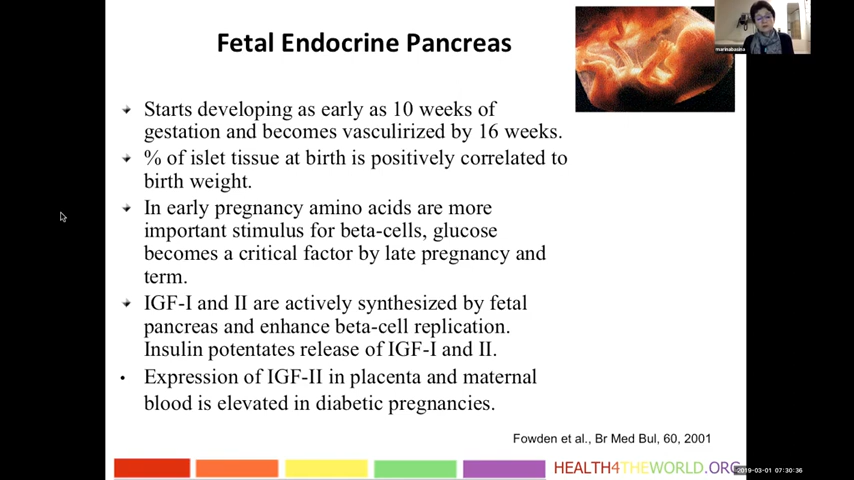 Fetal Endocrine Pancreas
marinabasina
Starts developing as early as 10 weeks of
gestation and becomes vasculirized by 16 weeks.
% of islet tissue at birth is positively correlated to
birth weight.
In early pregnancy amino acids are more
important stimulus for beta-cells, glucose
becomes a critical factor by late pregnancy and
term.
IGF-I and II are actively synthesized by fetal
pancreas and enhance beta-cell replication.
Insulin potentates release of IGF-I and II.
• Expression of IGF-II in placenta and maternal
blood is elevated in diabetic pregnancies.
Fowden et al., Br Med Bul, 60, 2001
HEALTH4THEWORLD.ORG
2019-03-01 07:30:36